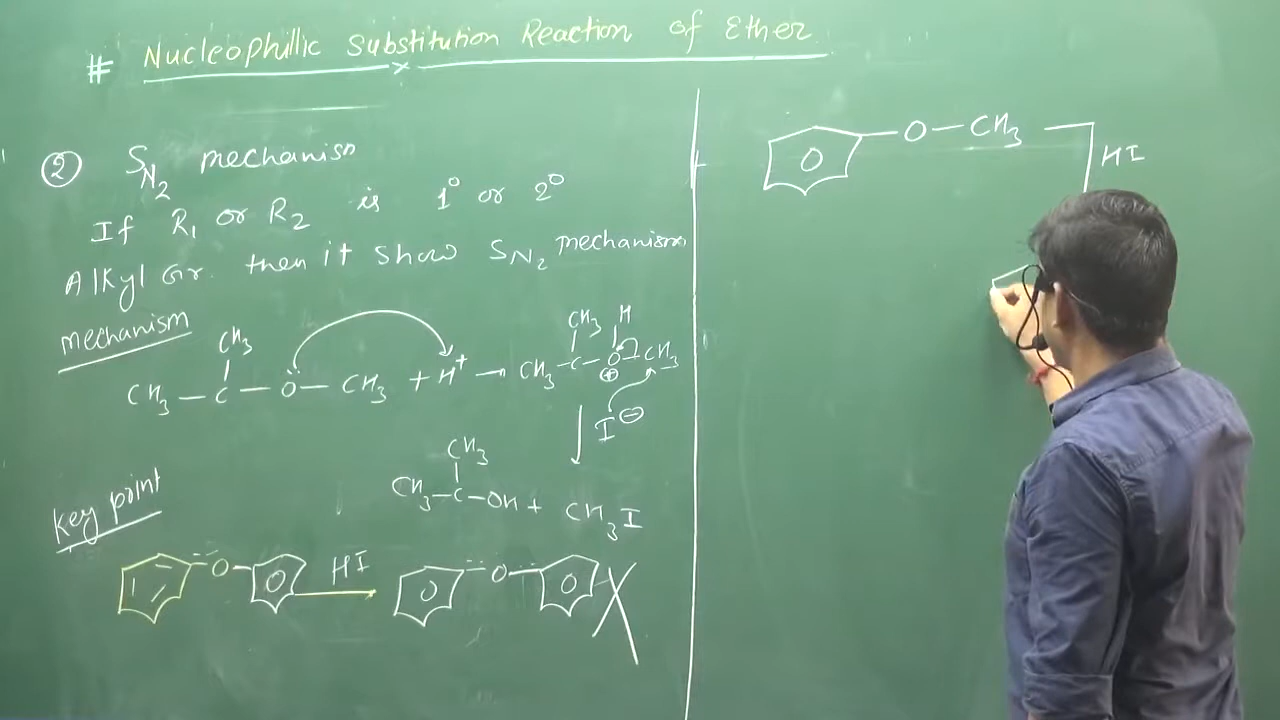 # Nucleophillic Substitution Reaction of Ether
② SN2 mechanism
If R1 or R2 is 1° or 2°
Alkyl Gr. then it show SN2 mechanism
mechanism
CH3
CH3 – C – O – CH3 + H+ →
CH3 H
CH3 – C – O – CH3
⊕
I⊖
CH3
CH3 – C – OH + CH3I
Key point
O HI O
O – CH3
HI